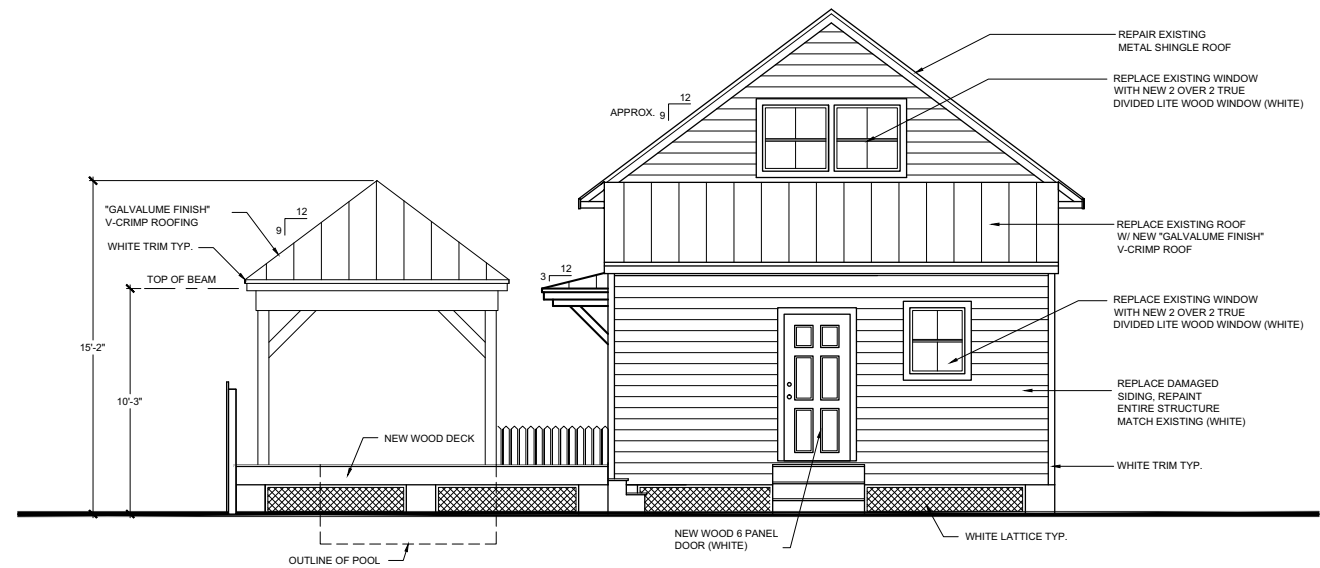 REPAIR EXISTING
METAL SHINGLE ROOF
REPLACE EXISTING WINDOW
WITH NEW 2 OVER 2 TRUE
DIVIDED LITE WOOD WINDOW (WHITE)
APPROX.
12
9
"GALVALUME FINISH"
V-CRIMP ROOFING
12
9
WHITE TRIM TYP.
TOP OF BEAM
12
3
REPLACE EXISTING ROOF
W/ NEW "GALVALUME FINISH"
V-CRIMP ROOF
REPLACE EXISTING WINDOW
WITH NEW 2 OVER 2 TRUE
DIVIDED LITE WOOD WINDOW (WHITE)
15'-2"
10'-3"
REPLACE DAMAGED
SIDING, REPAINT
ENTIRE STRUCTURE
MATCH EXISTING (WHITE)
NEW WOOD DECK
WHITE TRIM TYP.
NEW WOOD 6 PANEL
DOOR (WHITE)
WHITE LATTICE TYP.
OUTLINE OF POOL